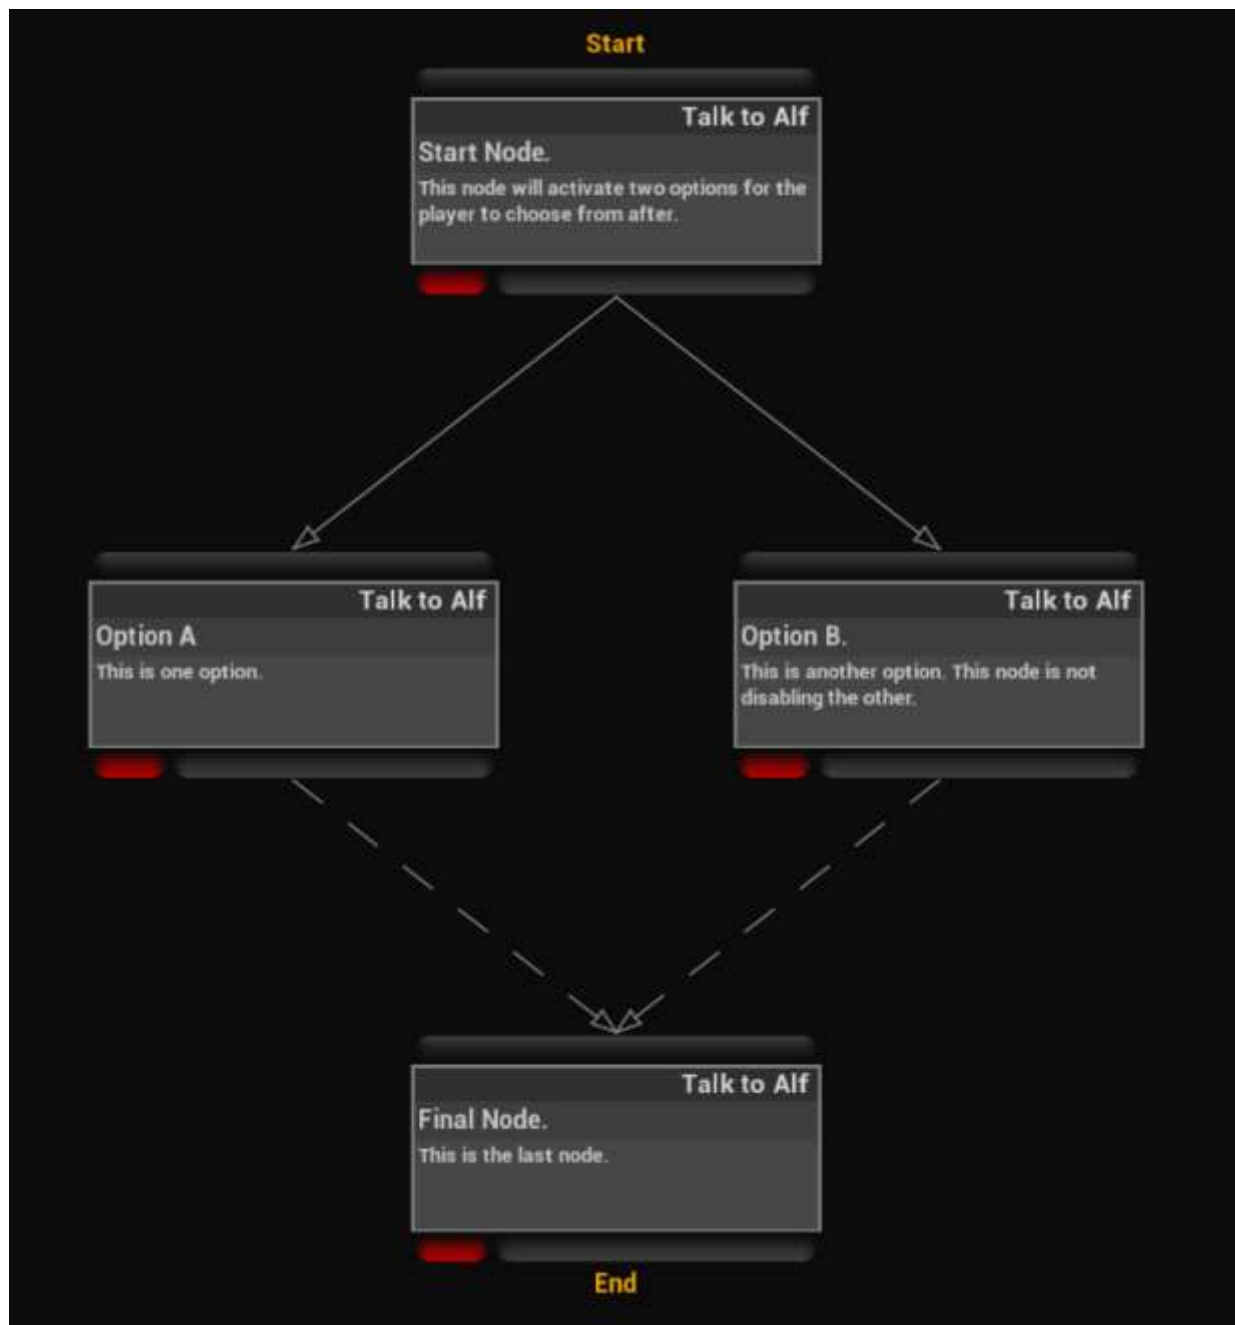 Start
Talk to Alf
Start Node.
This node will activate two options for the
player to choose from after.
Talk to Alf
Option A
This is one option.
Talk to Alf
Option B.
This is another option. This node is not
disabling the other.
Talk to Alf
Final Node.
This is the last node.
End